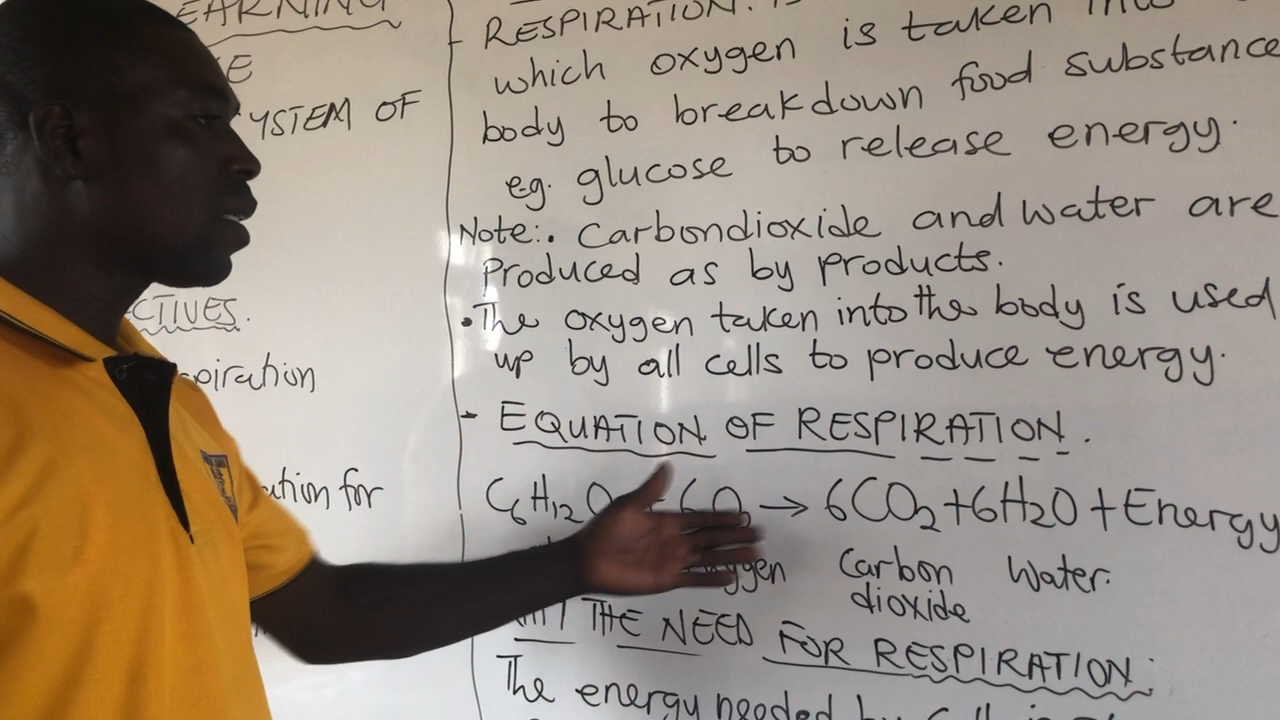 EARNING
YSTEM OF
CTIVES.
piration
ation for
RESPIRATION:
which oxygen is taken into
body to breakdown food substance
eg. glucose to release energy.
Note:. Carbondioxide and water are
Produced as by products.
• The oxygen taken into the body is used
up by all cells to produce energy.
- EQUATION OF RESPIRATION.
C6H12O 6O2 → 6CO2+6H2O + Energy
ygen Carbon Water.
dioxide
THE NEED FOR RESPIRATION:
The energy needed by